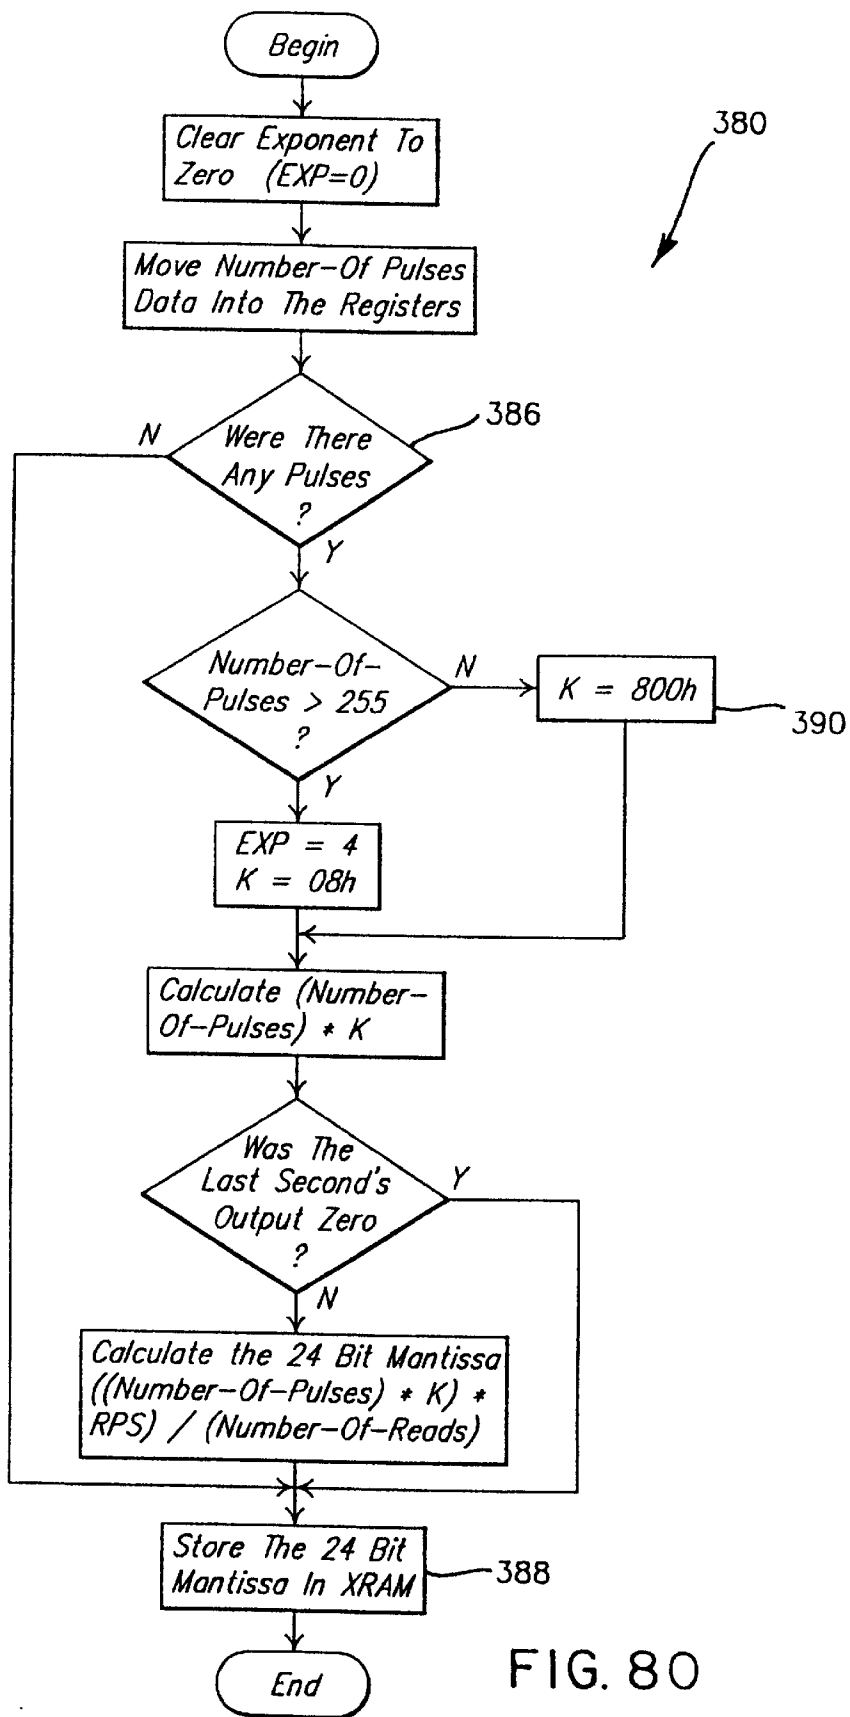 Begin
380
Clear Exponent To
Zero (EXP=0)
Move Number-Of Pulses
Data Into The Registers
386
N
Were There
Any Pulses
?
Y
Number-Of-
Pulses > 255
?
N
K = 800h
390
Y
EXP = 4
K = 08h
Calculate (Number-
Of-Pulses) * K
Was The
Last Second's
Output Zero
?
Y
N
Calculate the 24 Bit Mantissa
((Number-Of-Pulses) * K) *
RPS) / (Number-Of-Reads)
Store The 24 Bit
Mantissa In XRAM
388
End
FIG. 80